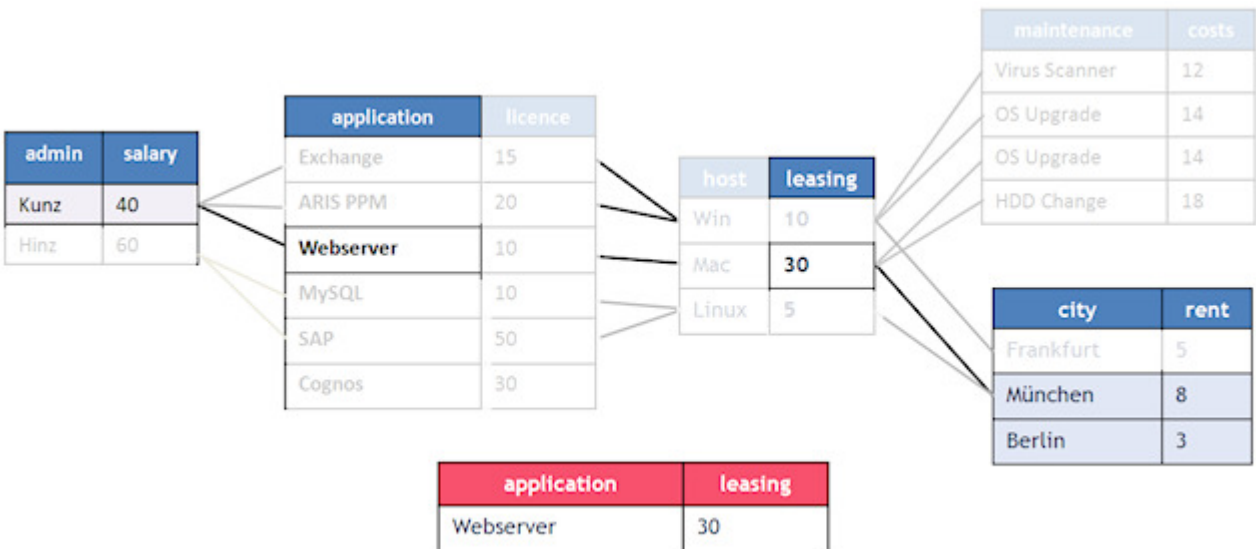 admin salary
Kunz 40
Hinz 60
application licence
Exchange 15
ARIS PPM 20
Webserver 10
MySQL 10
SAP 50
Cognos 30
host leasing
Win 10
Mac 30
Linux 5
maintenance costs
Virus Scanner 12
OS Upgrade 14
OS Upgrade 14
HDD Change 18
city rent
Frankfurt 5
München 8
Berlin 3
application leasing
Webserver 30